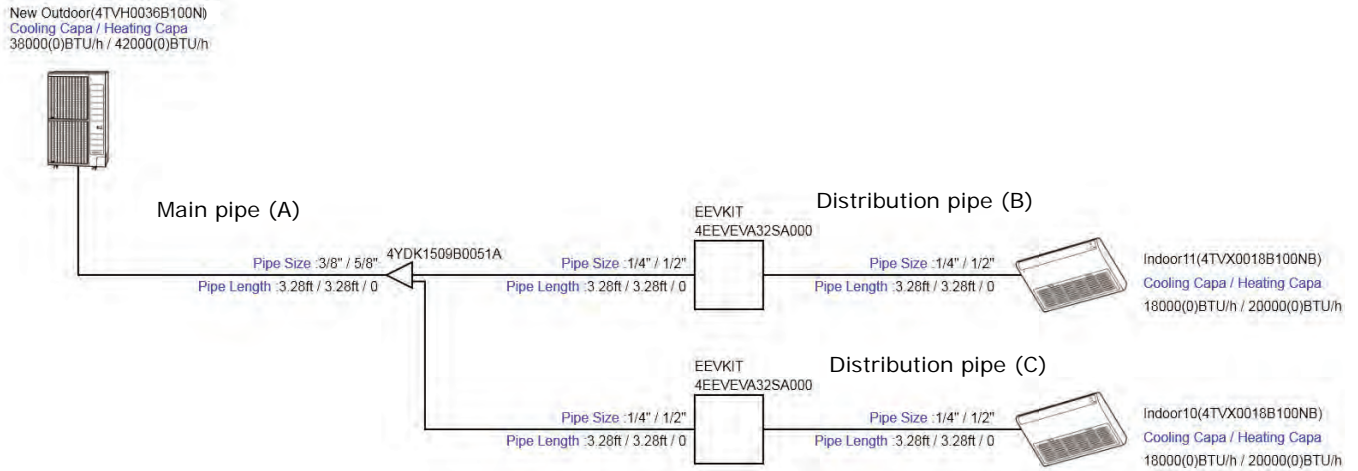 New Outdoor(4TVH0036B100N)
Cooling Capa / Heating Capa
38000(0)BTU/h / 42000(0)BTU/h
Main pipe (A)
Pipe Size :3/8" / 5/8"
Pipe Length :3.28ft / 3.28ft / 0
4YDK1509B0051A
Pipe Size :1/4" / 1/2"
Pipe Length :3.28ft / 3.28ft / 0
EEVKIT
4EEVEVA32SA000
Distribution pipe (B)
Pipe Size :1/4" / 1/2"
Pipe Length :3.28ft / 3.28ft / 0
Indoor11(4TVX0018B100NB)
Cooling Capa / Heating Capa
18000(0)BTU/h / 20000(0)BTU/h
Pipe Size :1/4" / 1/2"
Pipe Length :3.28ft / 3.28ft / 0
EEVKIT
4EEVEVA32SA000
Distribution pipe (C)
Pipe Size :1/4" / 1/2"
Pipe Length :3.28ft / 3.28ft / 0
Indoor10(4TVX0018B100NB)
Cooling Capa / Heating Capa
18000(0)BTU/h / 20000(0)BTU/h